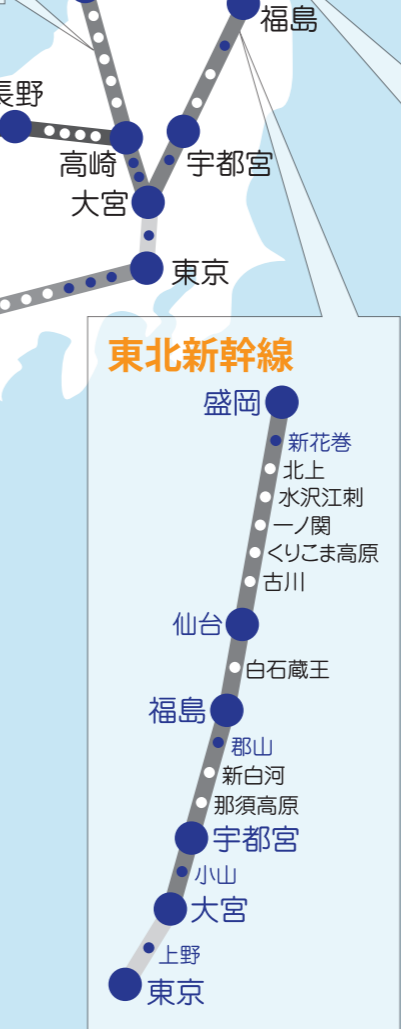 福島
長野
高崎
宇都宮
大宮
東京
東北新幹線
盛岡
新花巻
北上
水沢江刺
一ノ関
くりこま高原
古川
仙台
白石蔵王
福島
郡山
新白河
那須高原
宇都宮
小山
大宮
上野
東京